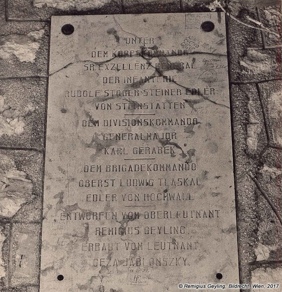 UNTER
DEM KORPSKOMMANDO
SR EXZELLENZ GENERAL
DER INFANTERIE
RUDOLF STÖGER-STEINER EDLER
VON STEINSTÄTTEN
DEM DIVISIONSKOMMANDO
GENERALMAJOR
KARL GERABEK
DEM BRIGADEKOMMANDO
OBERST LUDWIG TLASKAL
EDLER VON HOCHWALL
ENTWORFEN VON OBERLEUTNANT
REMIGIUS GEYLING
ERBAUT VON LEUTNANT
GÉZA JABLONSZKY
© Remigius Geyling, Bildrecht, Wien, 2017